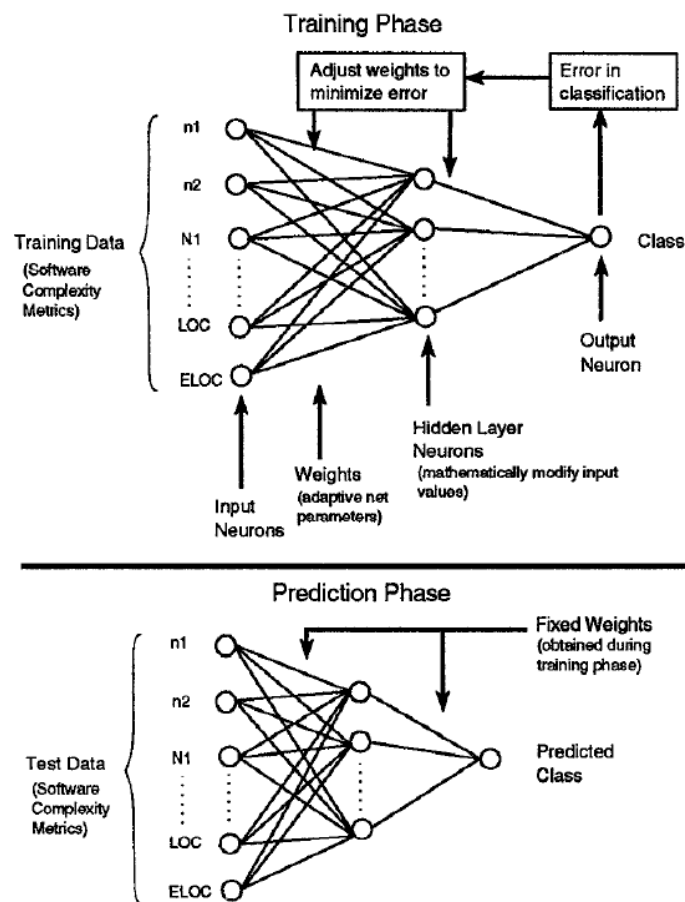 Training Phase
Adjust weights to
minimize error
Error in
classification
n1
n2
N1
LOC
ELOC
Training Data
(Software
Complexity
Metrics)
Class
Output
Neuron
Hidden Layer
Neurons
(mathematically modify input
values)
Weights
(adaptive net
parameters)
Input
Neurons
Prediction Phase
Fixed Weights
(obtained during
training phase)
n1
n2
N1
LOC
ELOC
Test Data
(Software
Complexity
Metrics)
Predicted
Class